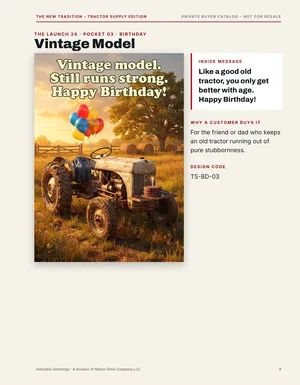 THE NEW TRADITION – TRACTOR SUPPLY EDITION
PRIVATE BUYER CATALOG – NOT FOR RESALE
THE LAUNCH 24 · POCKET 03 · BIRTHDAY
Vintage Model
Vintage model.
Still runs strong.
Happy Birthday!
INSIDE MESSAGE
Like a good old
tractor, you only get
better with age.
Happy Birthday!
WHY A CUSTOMER BUYS IT
For the friend or dad who keeps
an old tractor running out of
pure stubbornness.
DESIGN CODE
TS-BD-03
Adorable Greetings · A division of Melian Dixon Company LLC